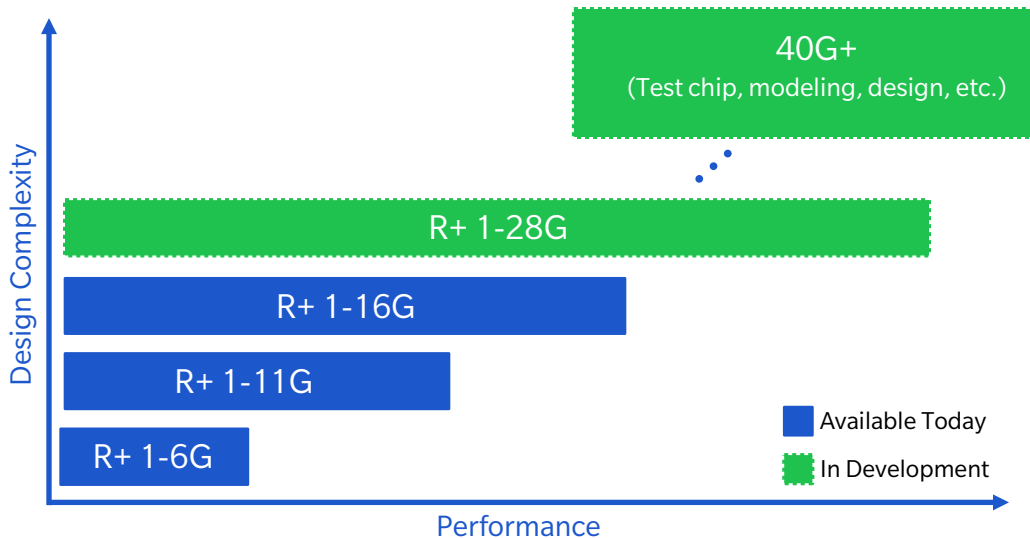 40G+
(Test chip, modeling, design, etc.)
Design Complexity
R+ 1-28G
R+ 1-16G
R+ 1-11G
R+ 1-6G
Available Today
In Development
Performance